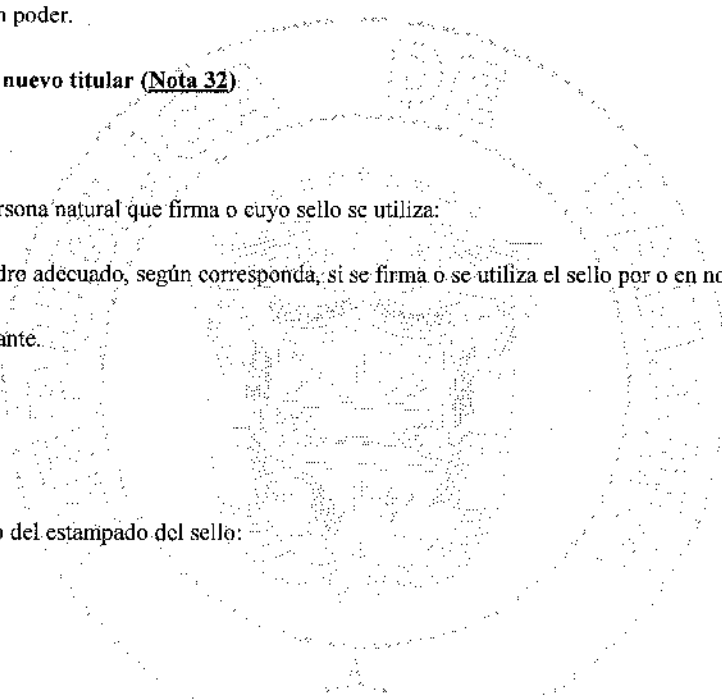 n poder.
nuevo titular (Nota 32)
rsona natural que firma o cuyo sello se utiliza:
dro adecuado, según corresponda, si se firma o se utiliza el sello por o en no
ante.
o del estampado del sello: